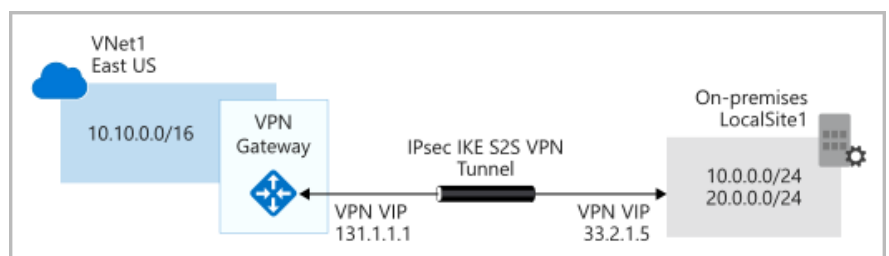 VNet1
East US
10.10.0.0/16
VPN
Gateway
IPsec IKE S2S VPN
Tunnel
VPN VIP
131.1.1.1
VPN VIP
33.2.1.5
On-premises
LocalSite1
10.0.0.0/24
20.0.0.0/24